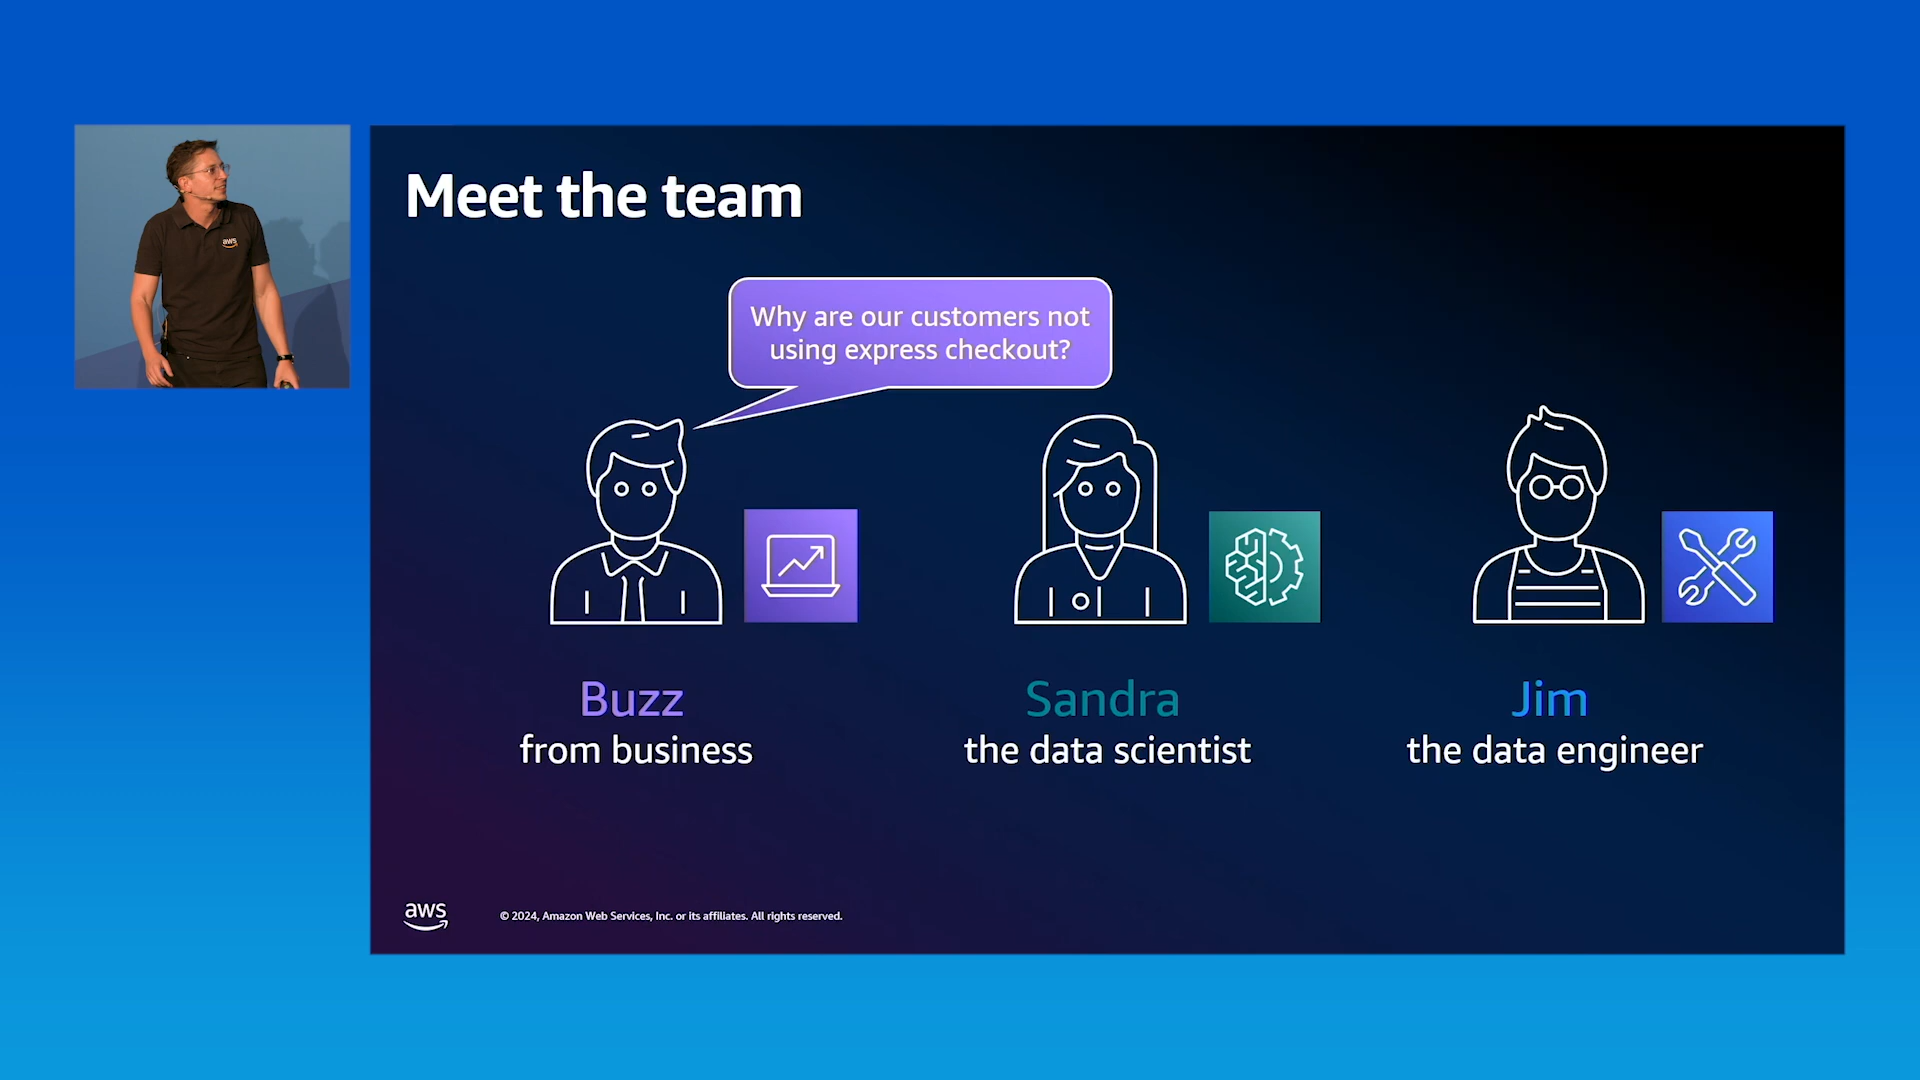 aws
Meet the team
Why are our customers not
using express checkout?
Buzz
from business
Sandra
the data scientist
Jim
the data engineer
aws
© 2024, Amazon Web Services, Inc. or its affiliates. All rights reserved.